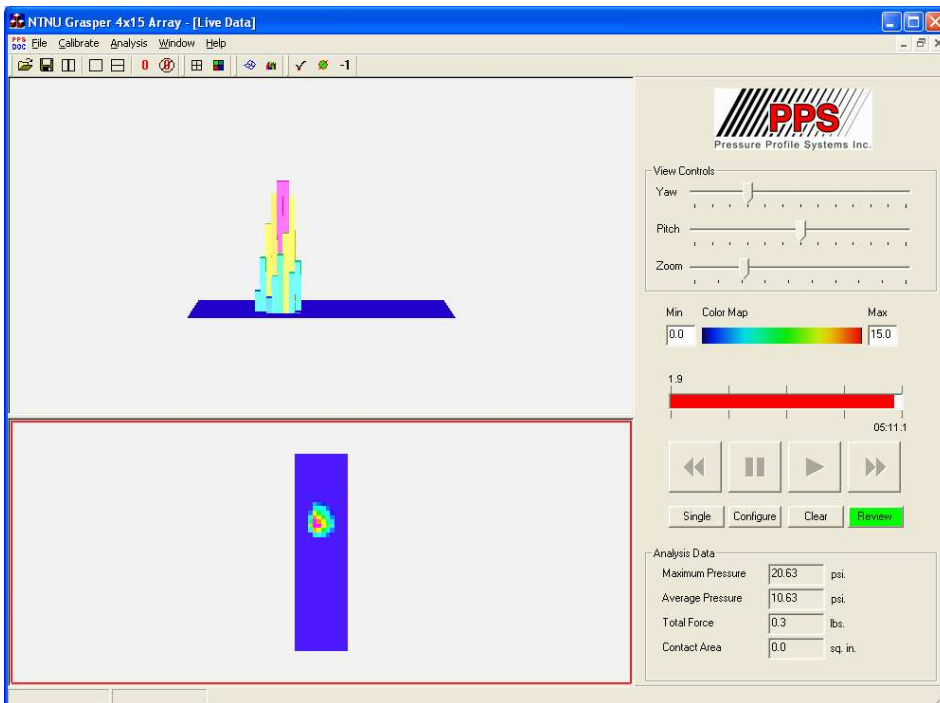 NTNU Grasper 4x15 Array - [Live Data]
PPS DOC File Calibrate Analysis Window Help
0 0 -1
PPS
Pressure Profile Systems Inc.
View Controls
Yaw
Pitch
Zoom
Min Color Map Max
0.0 15.0
1.9
05:11.1
Single Configure Clear Review
Analysis Data
Maximum Pressure 20.63 psi.
Average Pressure 10.63 psi.
Total Force 0.3 lbs.
Contact Area 0.0 sq. in.